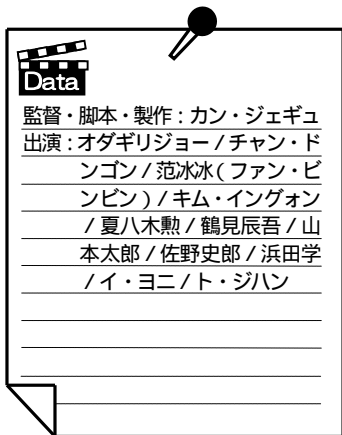 Data
監督・脚本・製作：カン・ジェギュ
出演：オダギリジョー／チャン・ド
ンゴン／范冰冰（ファン・ビ
ンビン）／キム・イングォン
／夏八木勲／鶴見辰吾／山
本太郎／佐野史郎／浜田学
／イ・ヨニ／ト・ジハン